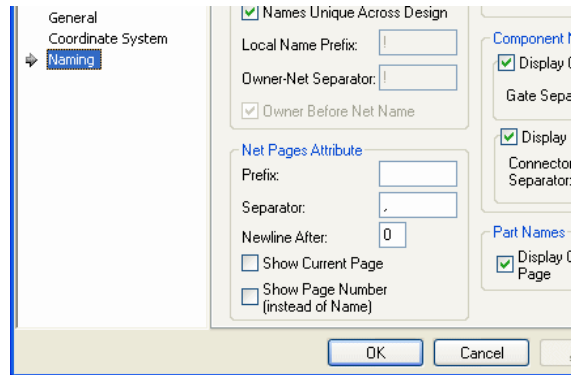 General
Coordinate System
Naming
Names Unique Across Design
Local Name Prefix: !
Owner-Net Separator: !
Owner Before Net Name
Net Pages Attribute
Prefix:
Separator: ,
Newline After: 0
Show Current Page
Show Page Number
(instead of Name)
Component
Display
Gate
Display
Separator:
Part Names
Display
Page
OK
Cancel